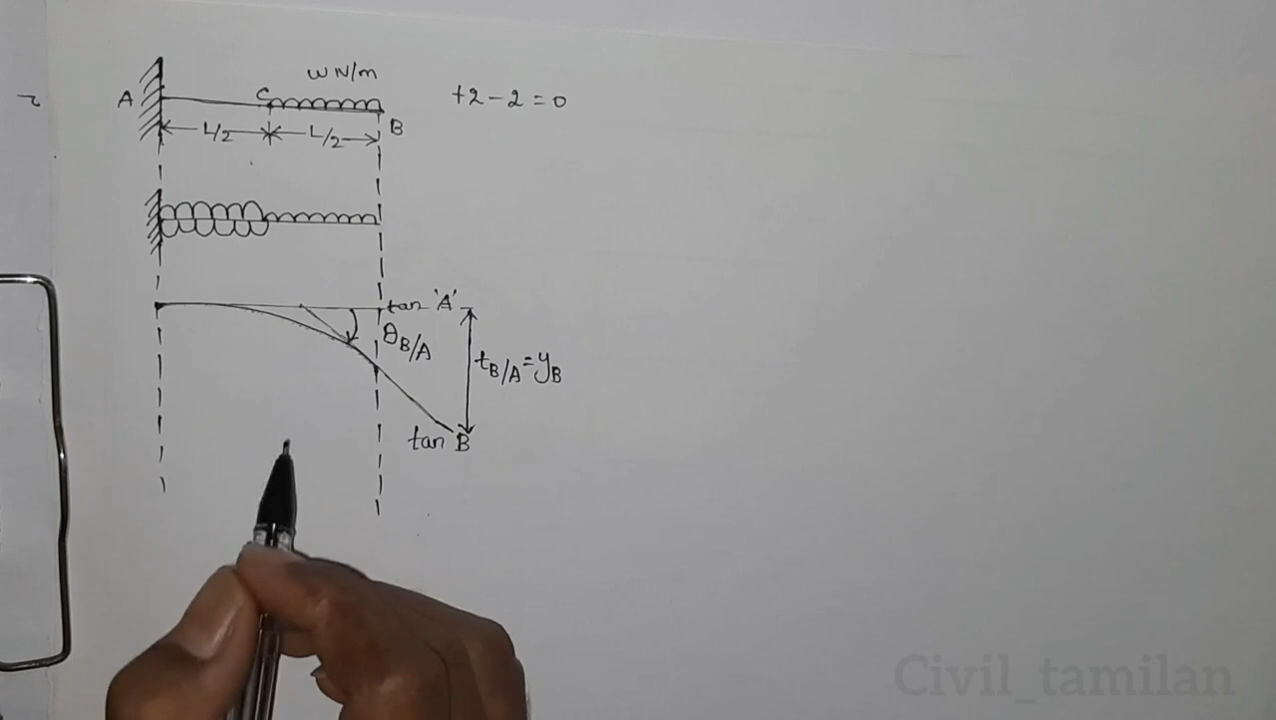 w N/m
A C B
+2 - 2 = 0
L/2 L/2
tan 'A'
θB/A
tB/A = yB
tan B
Civil_tamilan